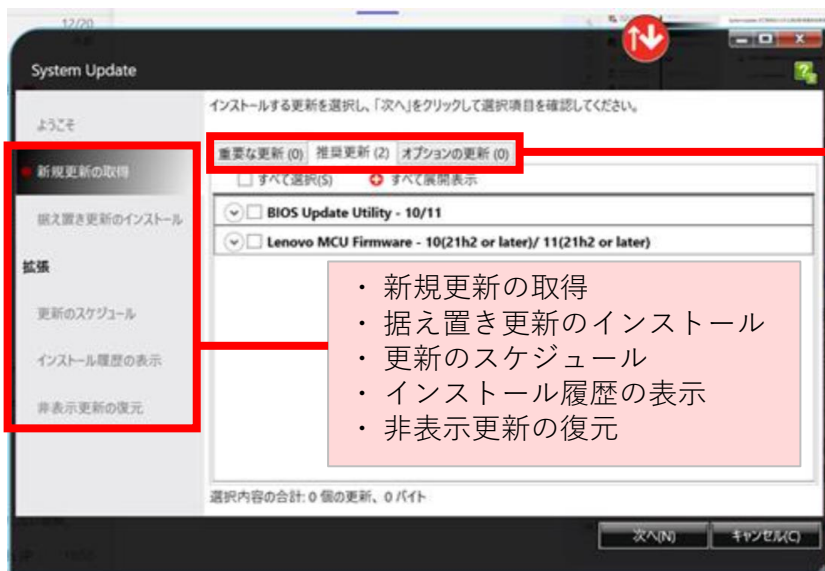 12/20
System Update
インストールする更新を選択し、「次へ」をクリックして選択項目を確認してください。
ようこそ
新規更新の取得
据え置き更新のインストール
拡張
更新のスケジュール
インストール履歴の表示
非表示更新の復元
重要な更新 (0) 推奨更新 (2) オプションの更新 (0)
すべて選択(S) すべて展開表示
BIOS Update Utility - 10/11
Lenovo MCU Firmware - 10(21h2 or later)/ 11(21h2 or later)
・ 新規更新の取得
・ 据え置き更新のインストール
・ 更新のスケジュール
・ インストール履歴の表示
・ 非表示更新の復元
選択内容の合計: 0 個の更新、0 バイト
次へ(N) キャンセル(C)